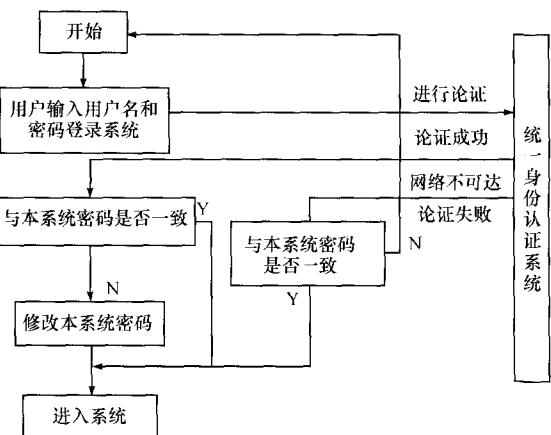 开始
用户输入用户名和
密码登录系统
进行论证
论证成功
网络不可达
论证失败
统一身份认证系统
与本系统密码是否一致
Y
N
与本系统密码
是否一致
N
Y
修改本系统密码
进入系统